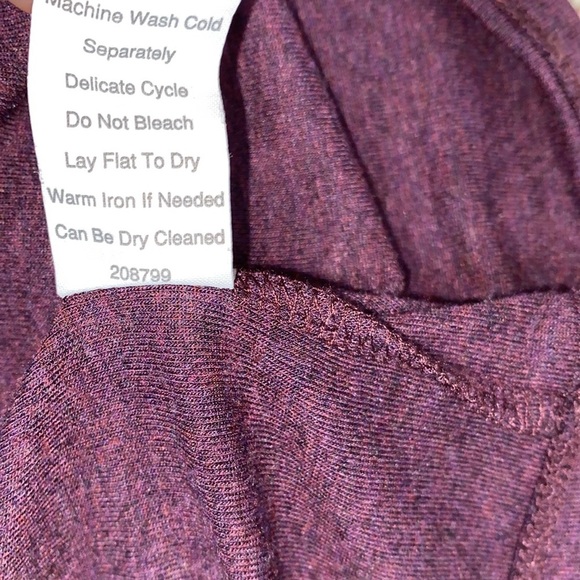 Machine Wash Cold
Separately
Delicate Cycle
Do Not Bleach
Lay Flat To Dry
Warm Iron If Needed
Can Be Dry Cleaned
208799